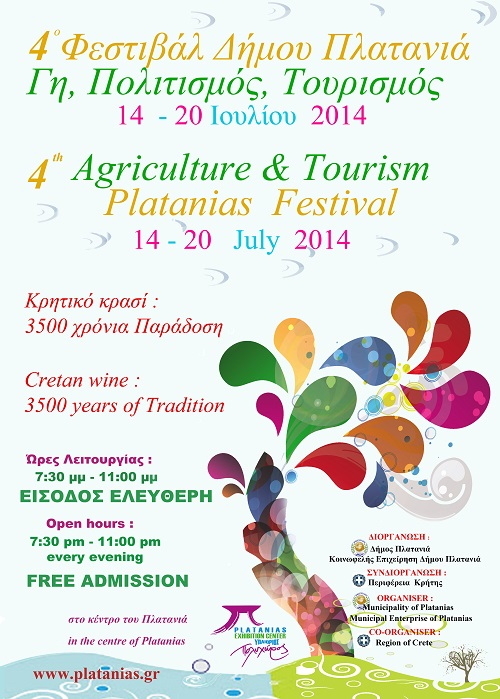 4ο Φεστιβάλ Δήμου Πλατανιά
Γη, Πολιτισμός, Τουρισμός
14 - 20 Ιουλίου 2014
4th Agriculture & Tourism
Platanias Festival
14 - 20 July 2014
Κρητικό κρασί :
3500 χρόνια Παράδοση
Cretan wine :
3500 years of Tradition
Ώρες Λειτουργίας :
7:30 μμ - 11:00 μμ
ΕΙΣΟΔΟΣ ΕΛΕΥΘΕΡΗ
Open hours :
7:30 pm - 11:00 pm
every evening
FREE ADMISSION
στο κέντρο του Πλατανιά
in the centre of Platanias
www.platanias.gr
PLATANIAS
EXHIBITION CENTER
ΔΙΟΡΓΑΝΩΣΗ :
Δήμος Πλατανιά
Κοινωφελής Επιχείρηση Δήμου Πλατανιά
ΣΥΝΔΙΟΡΓΑΝΩΣΗ :
Περιφέρεια Κρήτης
ORGANISER :
Municipality of Platanias
Municipal Enterprise of Platanias
CO-ORGANISER :
Region of Crete